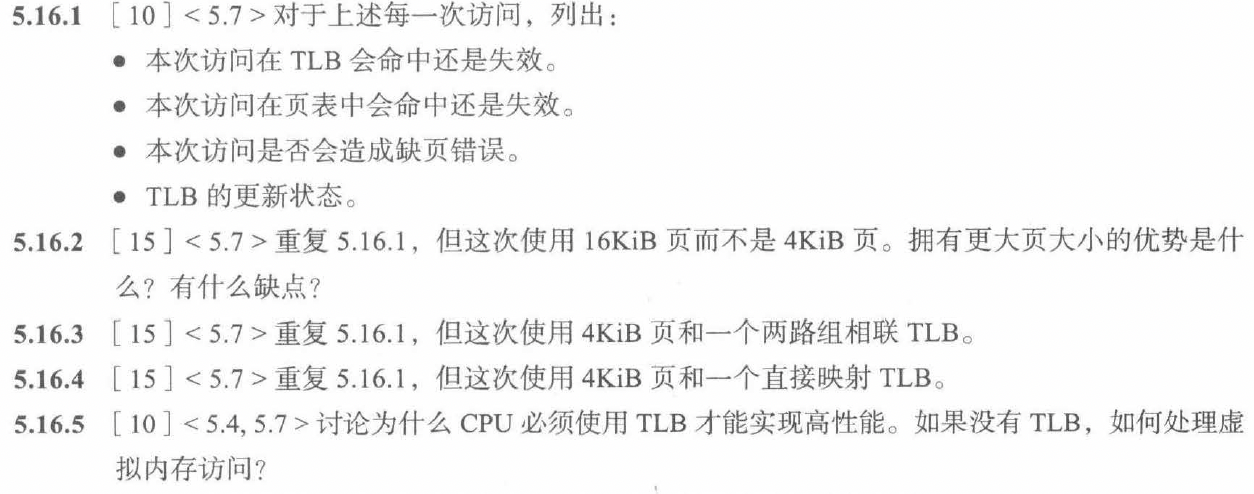 5.16.1 [10] < 5.7 > 对于上述每一次访问，列出：
● 本次访问在 TLB 会命中还是失效。
● 本次访问在页表中会命中还是失效。
● 本次访问是否会造成缺页错误。
● TLB 的更新状态。
5.16.2 [15] < 5.7 > 重复 5.16.1，但这次使用 16KiB 页而不是 4KiB 页。拥有更大页大小的优势是什
么？有什么缺点？
5.16.3 [15] < 5.7 > 重复 5.16.1，但这次使用 4KiB 页和一个两路组相联 TLB。
5.16.4 [15] < 5.7 > 重复 5.16.1，但这次使用 4KiB 页和一个直接映射 TLB。
5.16.5 [10] < 5.4, 5.7 > 讨论为什么 CPU 必须使用 TLB 才能实现高性能。如果没有 TLB，如何处理虚
拟内存访问？